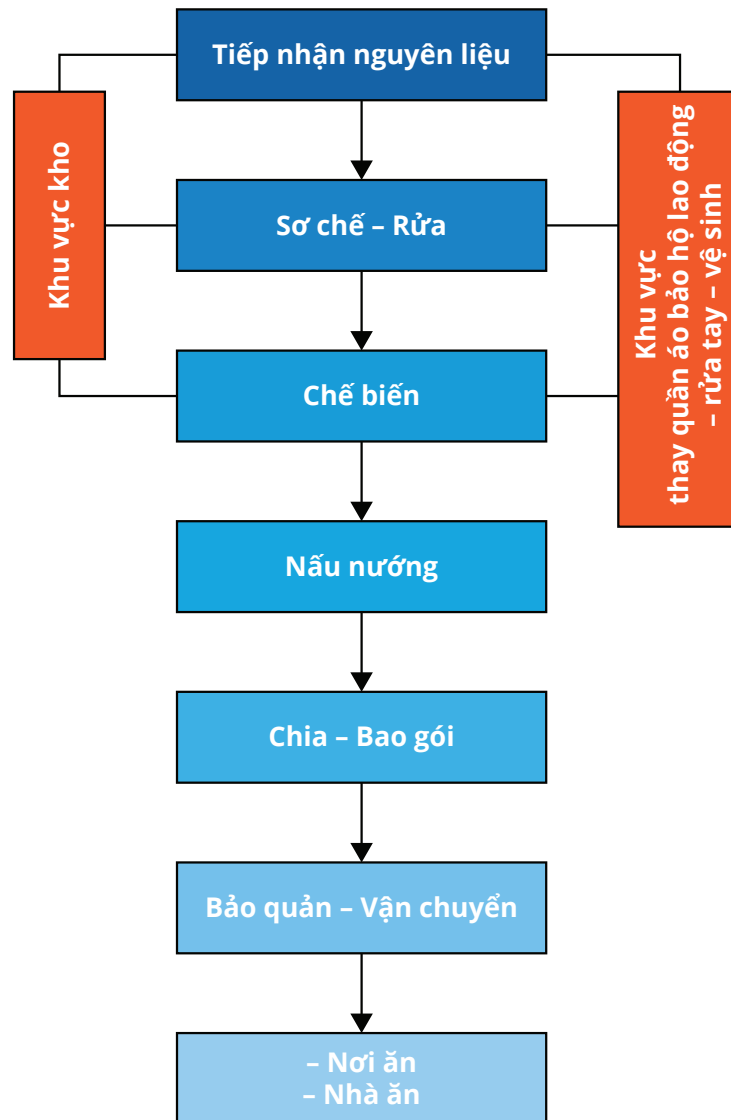 Tiếp nhận nguyên liệu
Khu vực kho
Khu vực
thay quần áo bảo hộ lao động
– rửa tay – vệ sinh
Sơ chế – Rửa
Chế biến
Nấu nướng
Chia – Bao gói
Bảo quản – Vận chuyển
– Nơi ăn
– Nhà ăn